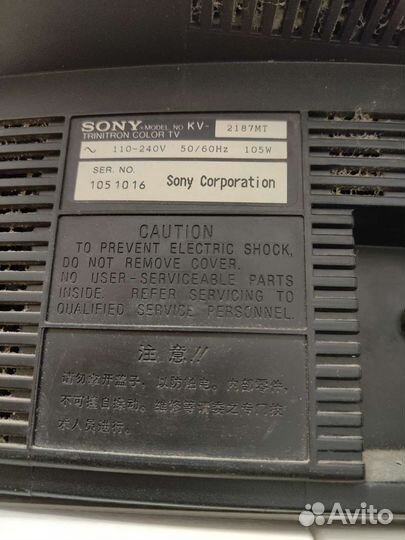 SONY MODEL NO. KV- 2187MT
TRINITRON COLOR TV
~ 110-240V 50/60Hz 105W
SER. NO.
1051016 Sony Corporation
CAUTION
TO PREVENT ELECTRIC SHOCK,
DO NOT REMOVE COVER.
NO USER-SERVICEABLE PARTS
INSIDE. REFER SERVICING TO
QUALIFIED SERVICE PERSONNEL.
注 意!!
请勿打开盖子, 以防触电。内部零件,
不可擅自换动。维修等请委之专门技
术人员进行。
Avito